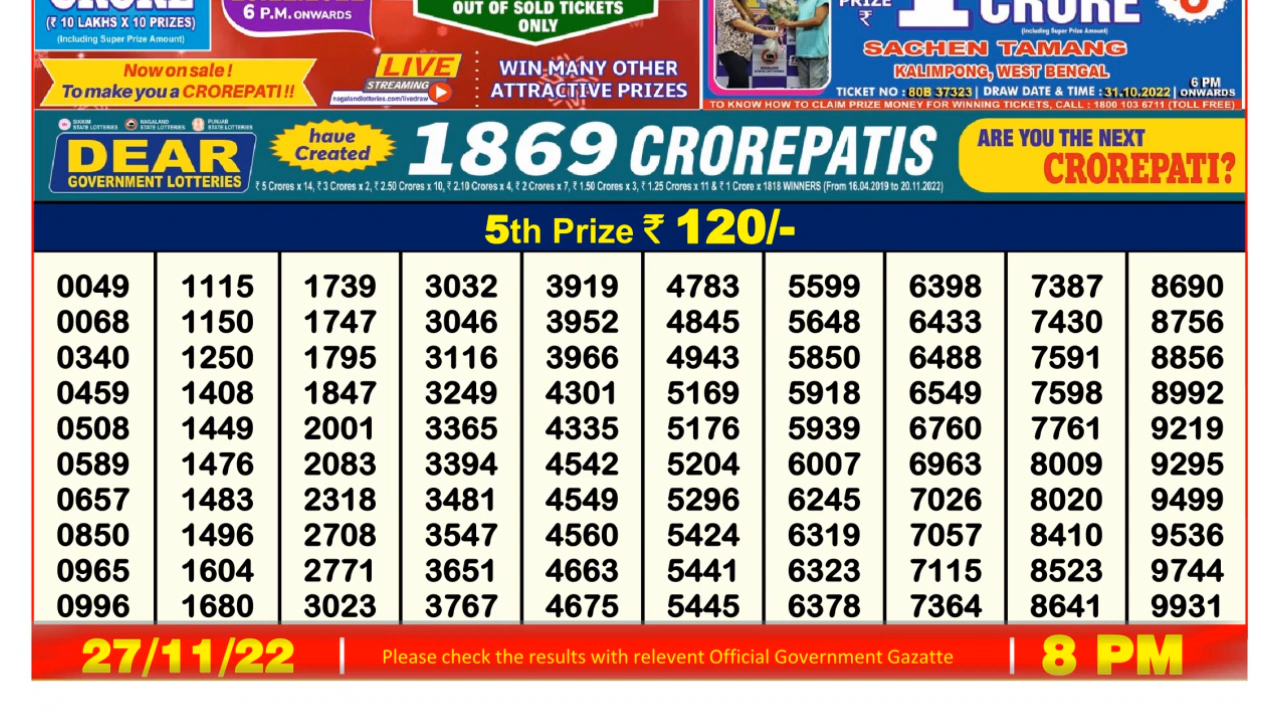 CRORE
(₹ 10 LAKHS X 10 PRIZES)
(Including Super Prize Amount)
6 P.M. ONWARDS
OUT OF SOLD TICKETS
ONLY
Now on sale !
To make you a CROREPATI !!
LIVE
STREAMING
nagalandlotteries.com/livedraw
WIN MANY OTHER
ATTRACTIVE PRIZES
PRIZE
₹
1 CRORE
(Including Super Prize Amount)
SACHEN TAMANG
KALIMPONG, WEST BENGAL
TICKET NO : 80B 37323 | DRAW DATE & TIME : 31.10.2022 | 6 PM ONWARDS
TO KNOW HOW TO CLAIM PRIZE MONEY FOR WINNING TICKETS, CALL : 1800 103 6711 (TOLL FREE)
SIKKIM STATE LOTTERIES NAGALAND STATE LOTTERIES PUNJAB STATE LOTTERIES
DEAR
GOVERNMENT LOTTERIES
have
Created
1869 CROREPATIS
₹ 5 Crores x 14, ₹ 3 Crores x 2, ₹ 2.50 Crores x 10, ₹ 2.10 Crores x 4, ₹ 2 Crores x 7, ₹ 1.50 Crores x 3, ₹ 1.25 Crores x 11 & ₹ 1 Crore x 1818 WINNERS (From 16.04.2019 to 20.11.2022)
ARE YOU THE NEXT
CROREPATI?
5th Prize ₹ 120/-
0049 1115 1739 3032 3919 4783 5599 6398 7387 8690
0068 1150 1747 3046 3952 4845 5648 6433 7430 8756
0340 1250 1795 3116 3966 4943 5850 6488 7591 8856
0459 1408 1847 3249 4301 5169 5918 6549 7598 8992
0508 1449 2001 3365 4335 5176 5939 6760 7761 9219
0589 1476 2083 3394 4542 5204 6007 6963 8009 9295
0657 1483 2318 3481 4549 5296 6245 7026 8020 9499
0850 1496 2708 3547 4560 5424 6319 7057 8410 9536
0965 1604 2771 3651 4663 5441 6323 7115 8523 9744
0996 1680 3023 3767 4675 5445 6378 7364 8641 9931
27/11/22 Please check the results with relevent Official Government Gazatte 8 PM